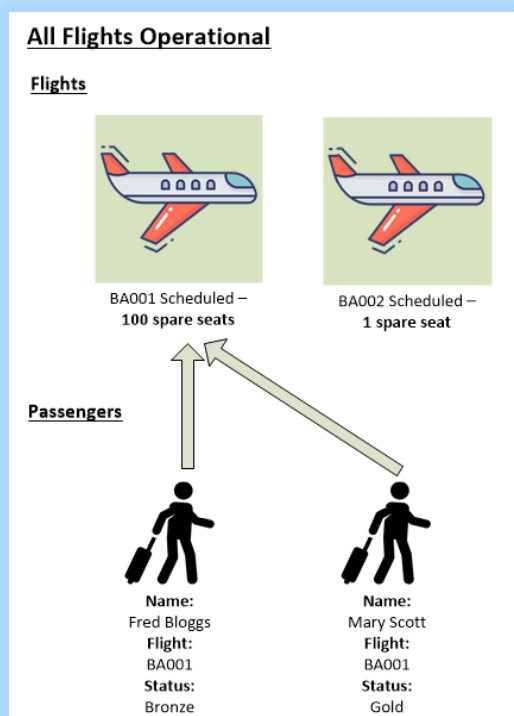 All Flights Operational
Flights
BA001 Scheduled –
100 spare seats
BA002 Scheduled –
1 spare seat
Passengers
Name:
Fred Bloggs
Flight:
BA001
Status:
Bronze
Name:
Mary Scott
Flight:
BA001
Status:
Gold